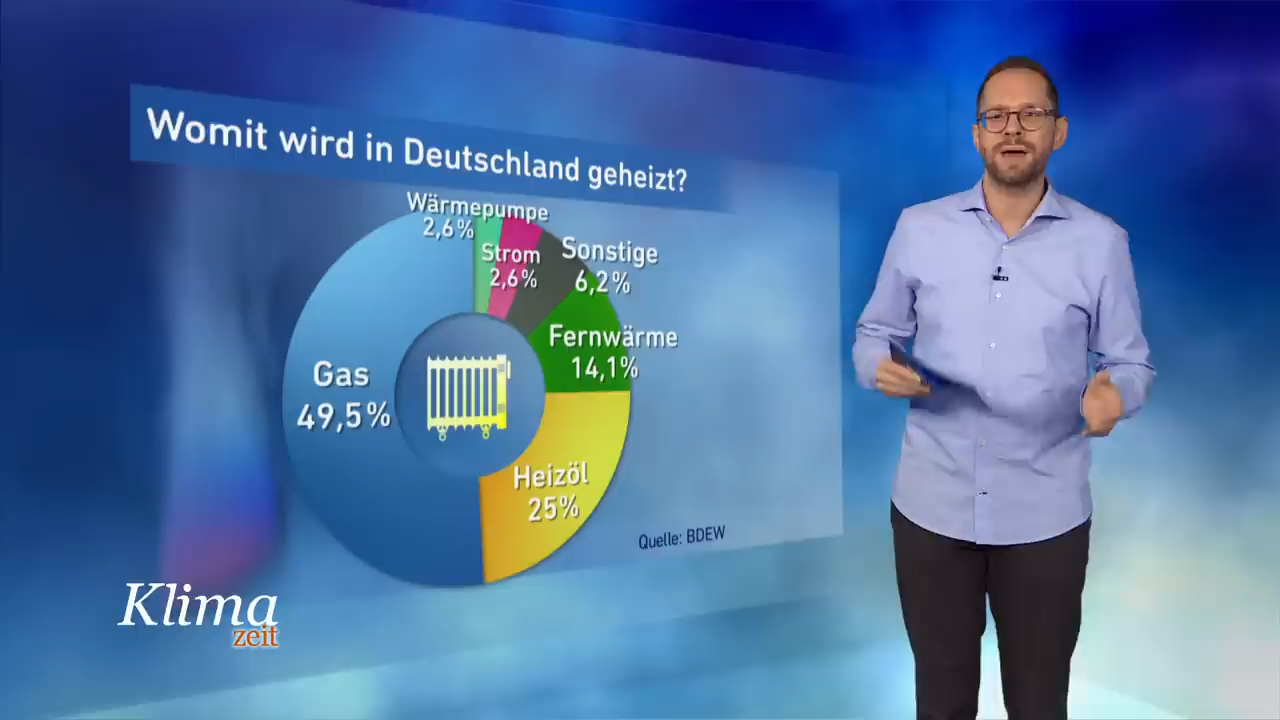 Womit wird in Deutschland geheizt?
Wärmepumpe
2,6%
Strom
2,6%
Sonstige
6,2%
Fernwärme
14,1%
Gas
49,5%
Heizöl
25%
Quelle: BDEW
Klima
zeit